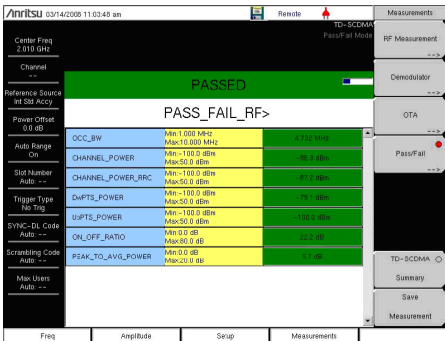 Anritsu 03/14/2008 11:03:48 am
Remote
Measurements
TD-SCDMA
Pass/Fail Mode
Center Freq
2.010 GHz
Channel
--
Reference Source
Int Std Accy
Power Offset
0.0 dB
Auto Range
On
Slot Number
Auto: --
Trigger Type
No Trig
SYNC-DL Code
Auto: --
Scrambling Code
Auto: --
Max Users
Auto: --
PASSED
PASS_FAIL_RF>
OCC_BW Min:1.000 MHz Max:10.000 MHz 4.732 MHz
CHANNEL_POWER Min:-100.0 dBm Max:50.0 dBm
CHANNEL_POWER_RRC Min:-100.0 dBm Max:50.0 dBm
DwPTS_POWER Min:-100.0 dBm Max:50.0 dBm
UpPTS_POWER Min:-100.0 dBm Max:50.0 dBm
ON_OFF_RATIO Min:0.0 dB Max:80.0 dB 22.2 dB
PEAK_TO_AVG_POWER Min:0.0 dB Max:20.0 dB
RF Measurement
-->
Demodulator
-->
OTA
-->
Pass/Fail
-->
TD-SCDMA
Summary
Save
Measurement
Freq
Amplitude
Setup
Measurements